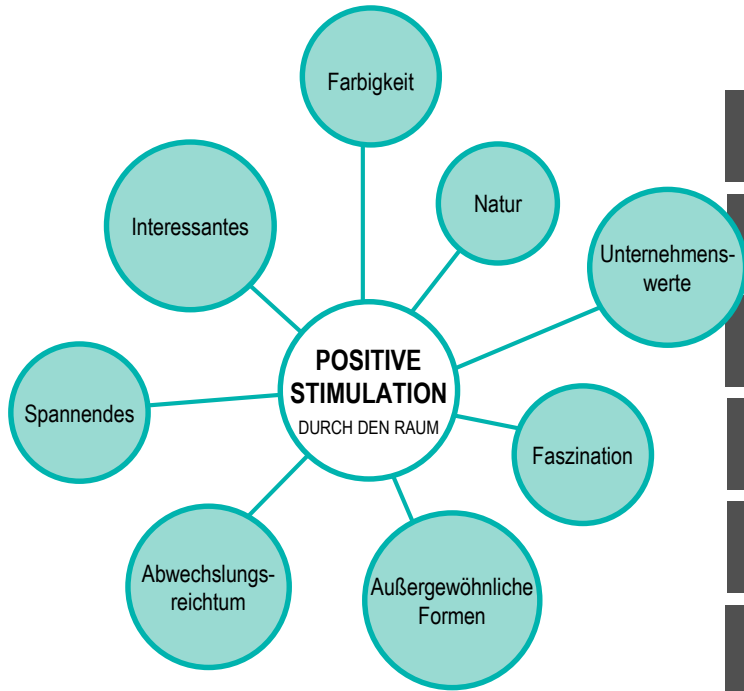 Farbigkeit
Natur
Interessantes
Unternehmens-
werte
POSITIVE
STIMULATION
DURCH DEN RAUM
Spannendes
Faszination
Abwechslungs-
reichtum
Außergewöhnliche
Formen